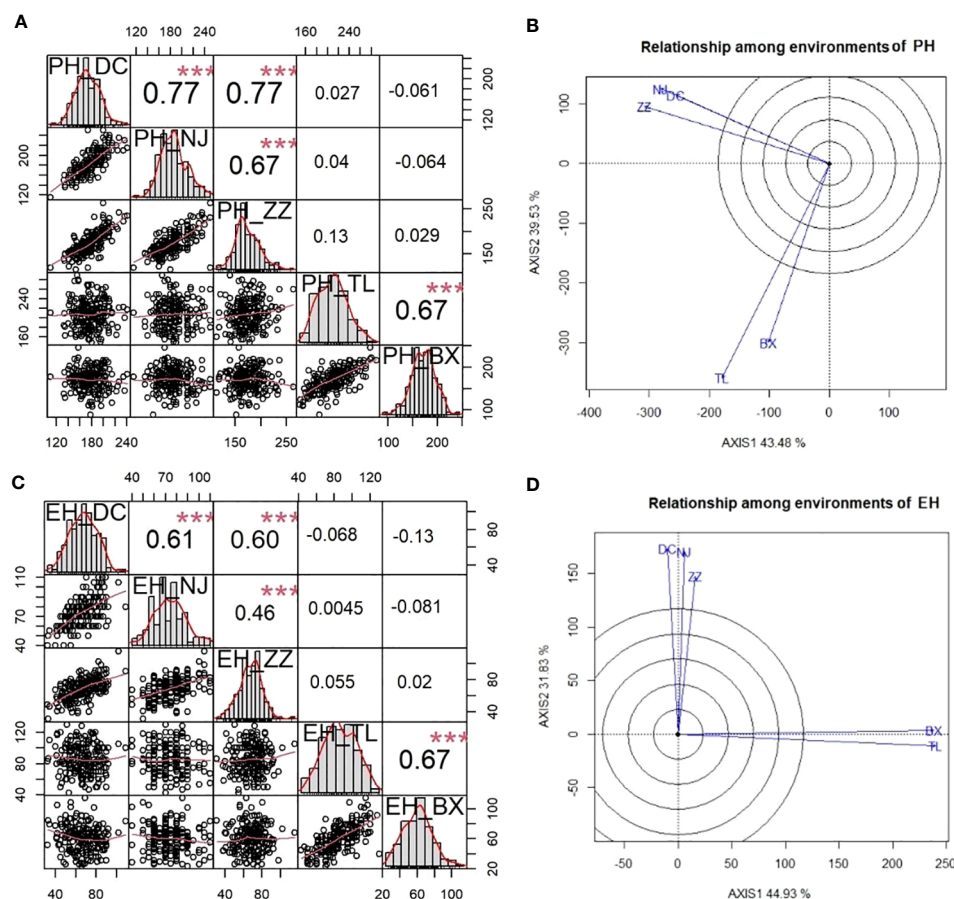 A
120 180 240
160 240
PH_DC
0.77 ***
0.77 ***
0.027
-0.061
120 200
120 200
PH_NJ
0.67 ***
0.04
-0.064
PH_ZZ
0.13
0.029
150 250
160 240
PH_TL
0.67 ***
PH_BX
100 200
120 180 240
150 200 250
100 200
B
Relationship among environments of PH
AXIS2 39.53 %
100
0
-100
-200
-300
NJ
DC
ZZ
BX
TL
-400 -300 -200 -100 0 100
AXIS1 43.48 %
C
40 70 100
40 60 80 120
EH_DC
0.61 ***
0.60 ***
-0.068
-0.13
40 80
40 70 90 110
EH_NJ
0.46 ***
0.0045
-0.081
EH_ZZ
0.055
0.02
40 80
40 80 120
EH_TL
0.67 ***
EH_BX
20 60 100
40 60 80
40 80
20 60 100
D
Relationship among environments of EH
AXIS2 31.83 %
150
100
50
0
-50
DC
NJ
ZZ
BX
TL
-50 0 50 100 150 200 250
AXIS1 44.93 %